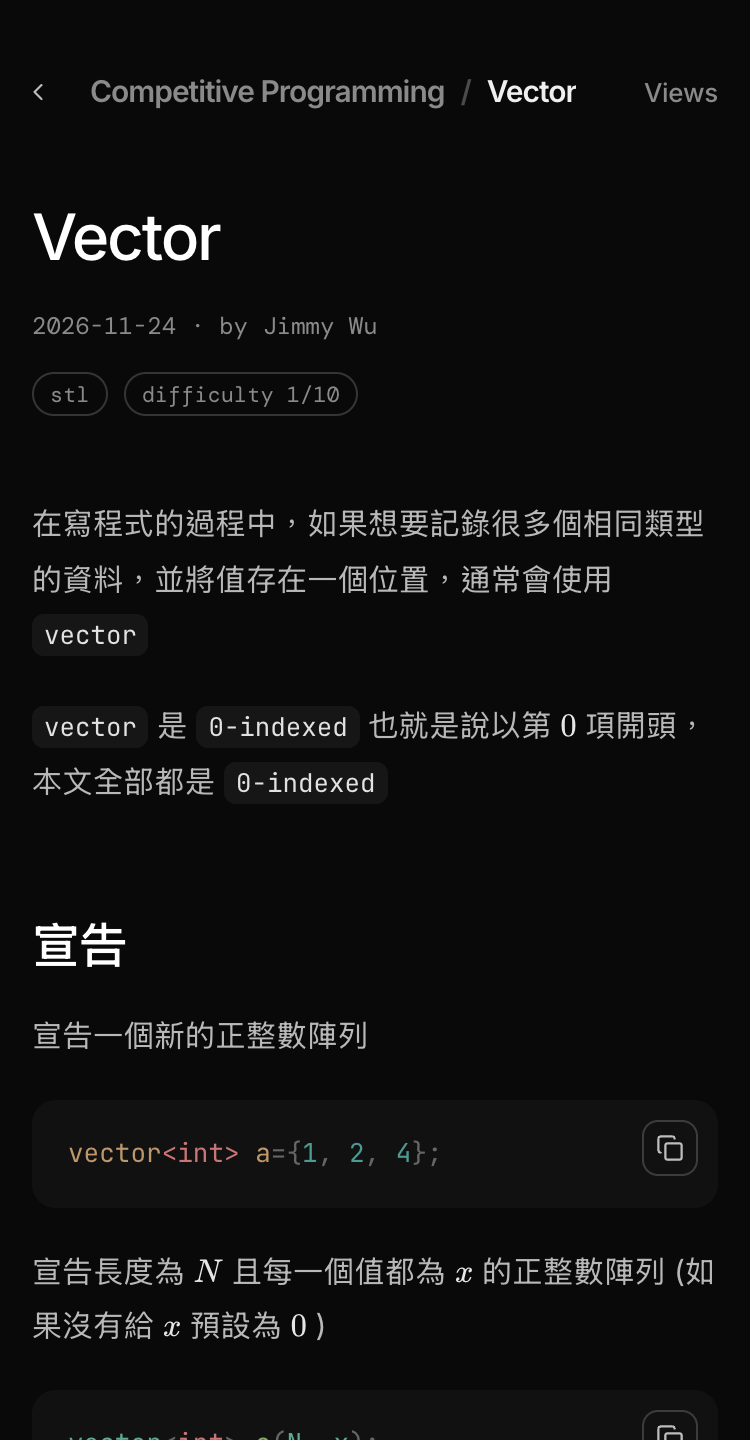 Competitive Programming / Vector Views
Vector
2026-11-24 · by Jimmy Wu
stl difficulty 1/10
在寫程式的過程中，如果想要記錄很多個相同類型
的資料，並將值存在一個位置，通常會使用
vector
vector 是 0-indexed 也就是說以第 0 項開頭，
本文全部都是 0-indexed
宣告
宣告一個新的正整數陣列
vector<int> a={1, 2, 4};
宣告長度為 N 且每一個值都為 x 的正整數陣列 (如
果沒有給 x 預設為 0 )